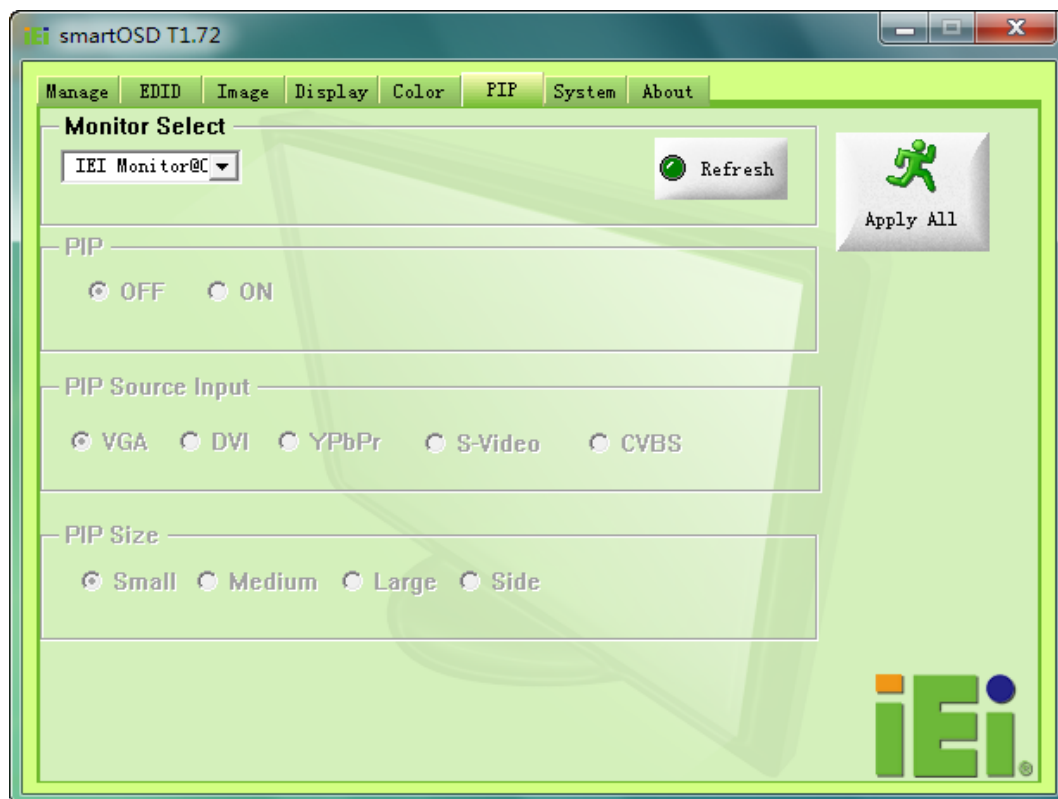 smartOSD T1.72
Manage EDID Image Display Color PIP System About
Monitor Select
IEI Monitor@
Refresh
Apply All
PIP
OFF ON
PIP Source Input
VGA DVI YPbPr S-Video CVBS
PIP Size
Small Medium Large Side
iEi®